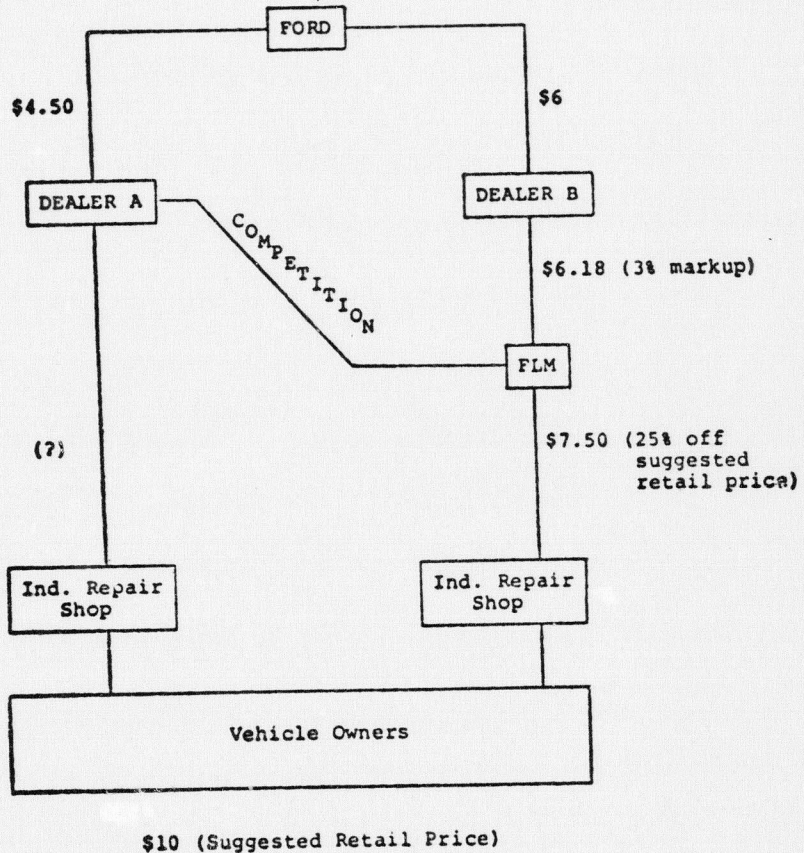 FORD
$4.50
$6
DEALER A
DEALER B
COMPETITION
$6.18 (3% markup)
FLM
(?)
$7.50 (25% off
suggested
retail price)
Ind. Repair
Shop
Ind. Repair
Shop
Vehicle Owners
$10 (Suggested Retail Price)